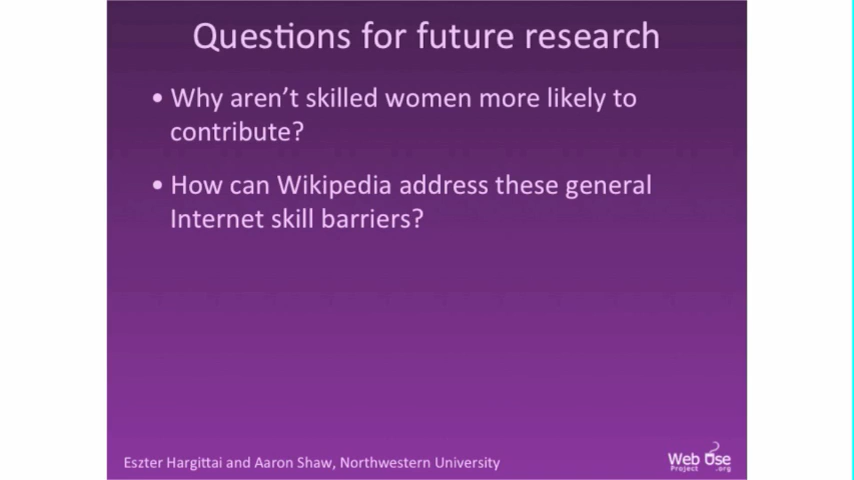 Questions for future research
• Why aren't skilled women more likely to
contribute?
• How can Wikipedia address these general
Internet skill barriers?
Eszter Hargittai and Aaron Shaw, Northwestern University
Web Use
Project .org